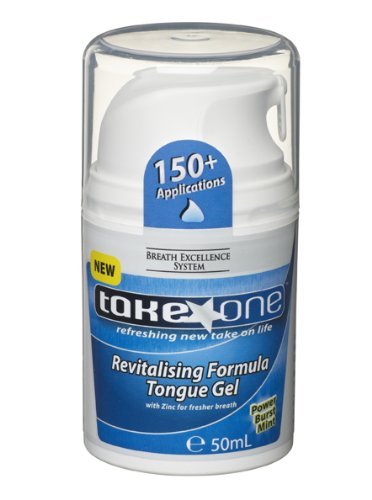 150+
Applications
BREATH EXCELLENCE
SYSTEM
NEW
take one
refreshing new take on life
Revitalising Formula
Tongue Gel
with Zinc for fresher breath
Power
Burst
Mint
e 50mL